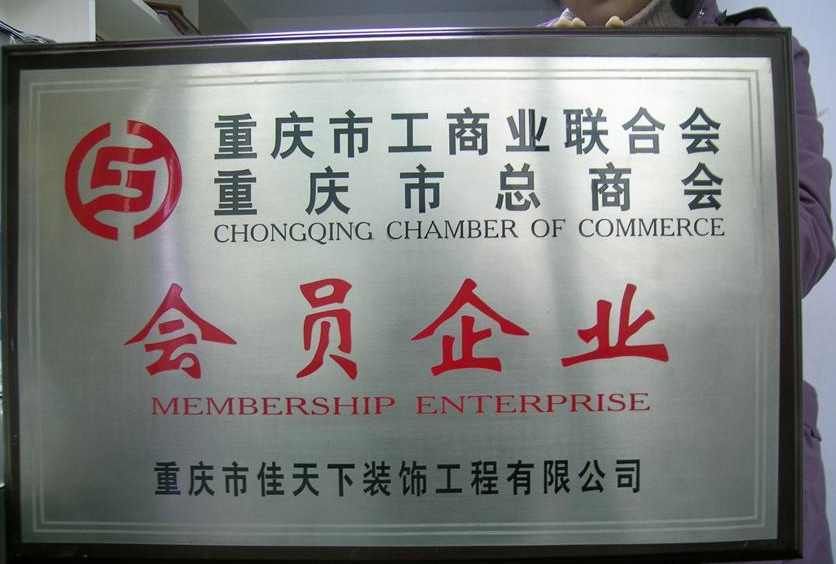 重庆市工商业联合会
重庆市总商会
CHONGQING CHAMBER OF COMMERCE
会员企业
MEMBERSHIP ENTERPRISE
重庆市佳天下装饰工程有限公司